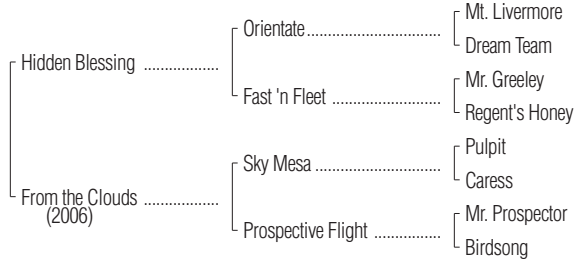 Mt. Livermore
Orientate
Dream Team
Hidden Blessing
Mr. Greeley
Fast 'n Fleet
Regent's Honey
Pulpit
Sky Mesa
Caress
From the Clouds
(2006)
Mr. Prospector
Prospective Flight
Birdsong